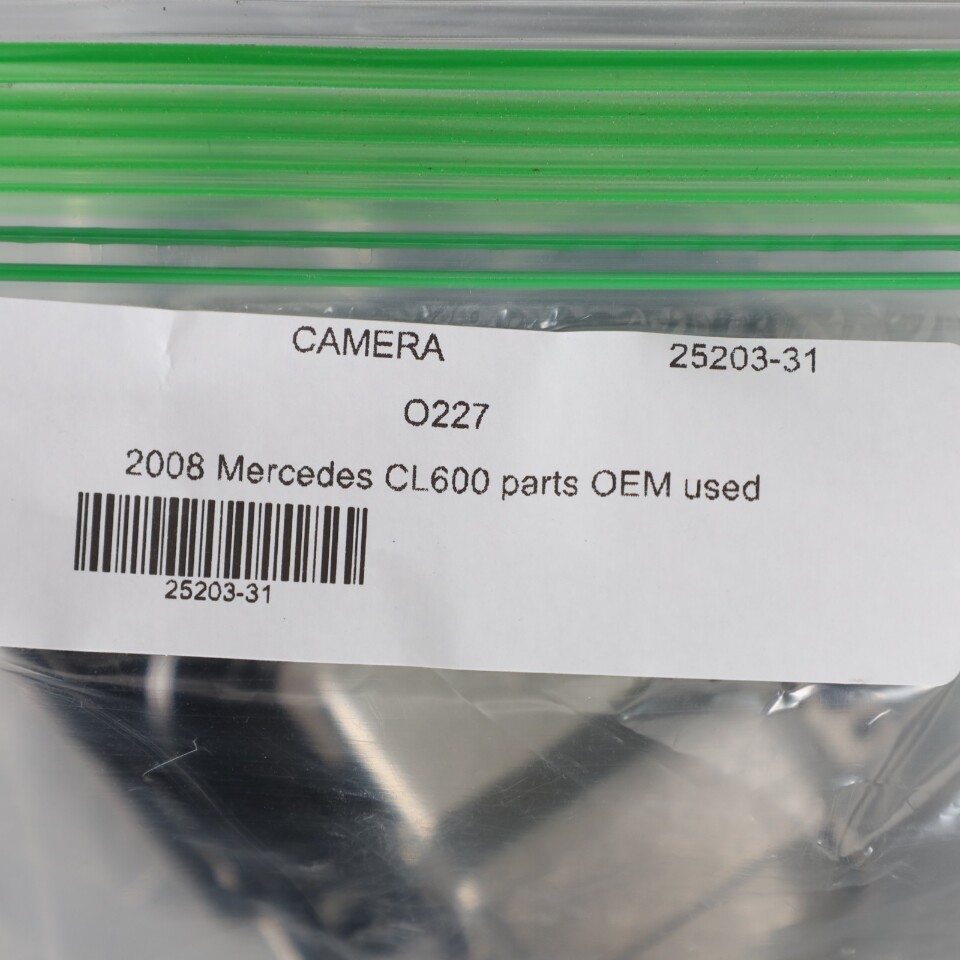 CAMERA 25203-31
O227
2008 Mercedes CL600 parts OEM used
25203-31